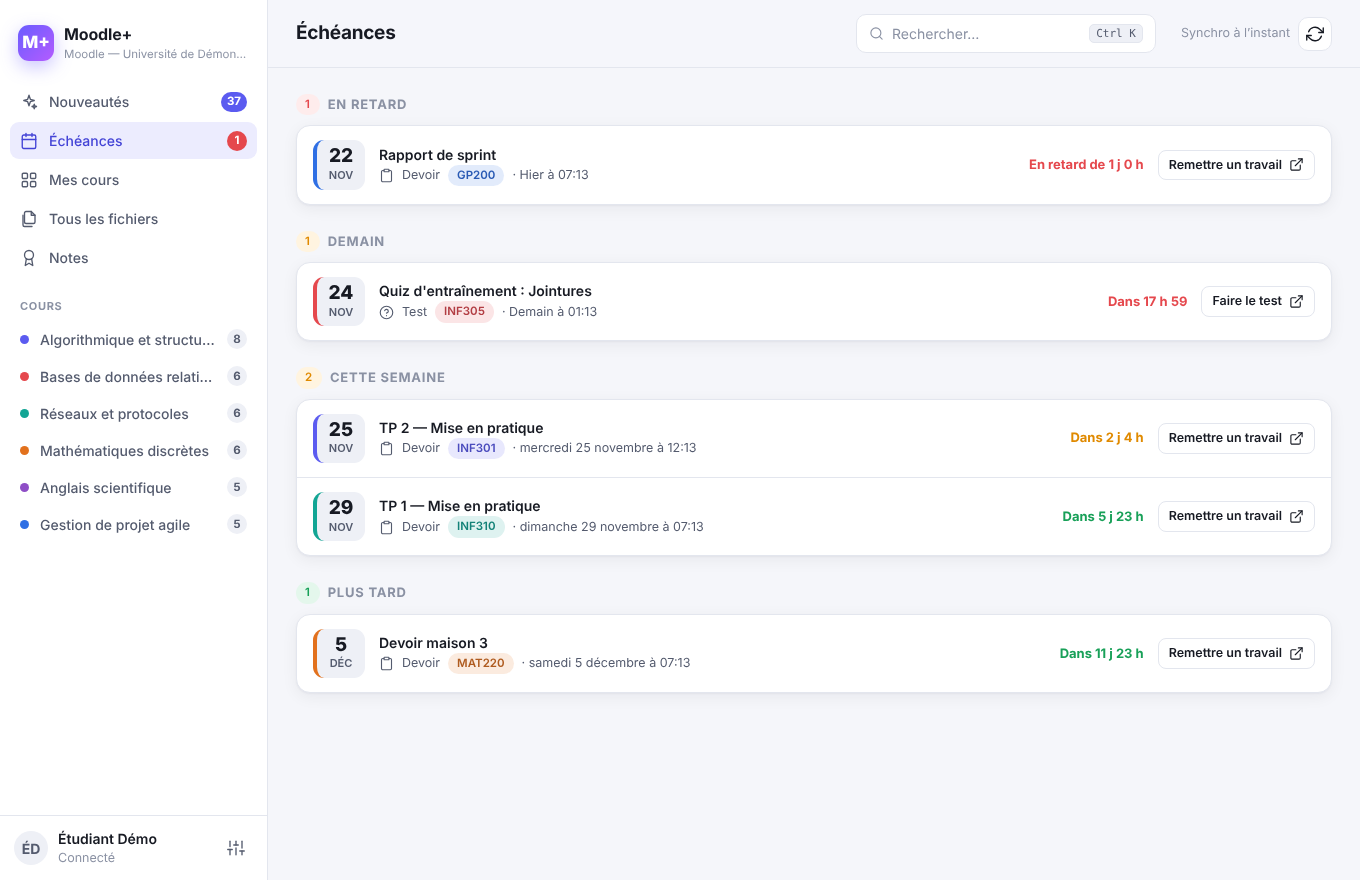 M+
Moodle+
Moodle — Université de Démon...
Nouveautés 37
Échéances 1
Mes cours
Tous les fichiers
Notes
COURS
Algorithmique et structu... 8
Bases de données relati... 6
Réseaux et protocoles 6
Mathématiques discrètes 6
Anglais scientifique 5
Gestion de projet agile 5
ÉD
Étudiant Démo
Connecté
Échéances
Rechercher... Ctrl K
Synchro à l'instant
1 EN RETARD
22 NOV
Rapport de sprint
Devoir GP200 · Hier à 07:13
En retard de 1 j 0 h Remettre un travail
1 DEMAIN
24 NOV
Quiz d'entraînement : Jointures
Test INF305 · Demain à 01:13
Dans 17 h 59 Faire le test
2 CETTE SEMAINE
25 NOV
TP 2 — Mise en pratique
Devoir INF301 · mercredi 25 novembre à 12:13
Dans 2 j 4 h Remettre un travail
29 NOV
TP 1 — Mise en pratique
Devoir INF310 · dimanche 29 novembre à 07:13
Dans 5 j 23 h Remettre un travail
1 PLUS TARD
5 DÉC
Devoir maison 3
Devoir MAT220 · samedi 5 décembre à 07:13
Dans 11 j 23 h Remettre un travail